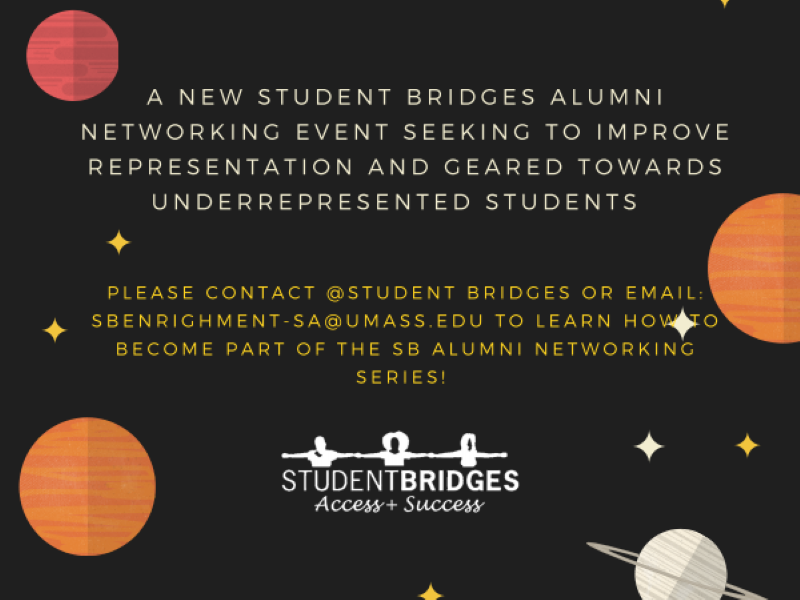 A NEW STUDENT BRIDGES ALUMNI
NETWORKING EVENT SEEKING TO IMPROVE
REPRESENTATION AND GEARED TOWARDS
UNDERREPRESENTED STUDENTS
PLEASE CONTACT @STUDENT BRIDGES OR EMAIL:
SBENRIGHMENT-SA@UMASS.EDU TO LEARN HOW TO
BECOME PART OF THE SB ALUMNI NETWORKING
SERIES!
STUDENTBRIDGES
Access+ Success